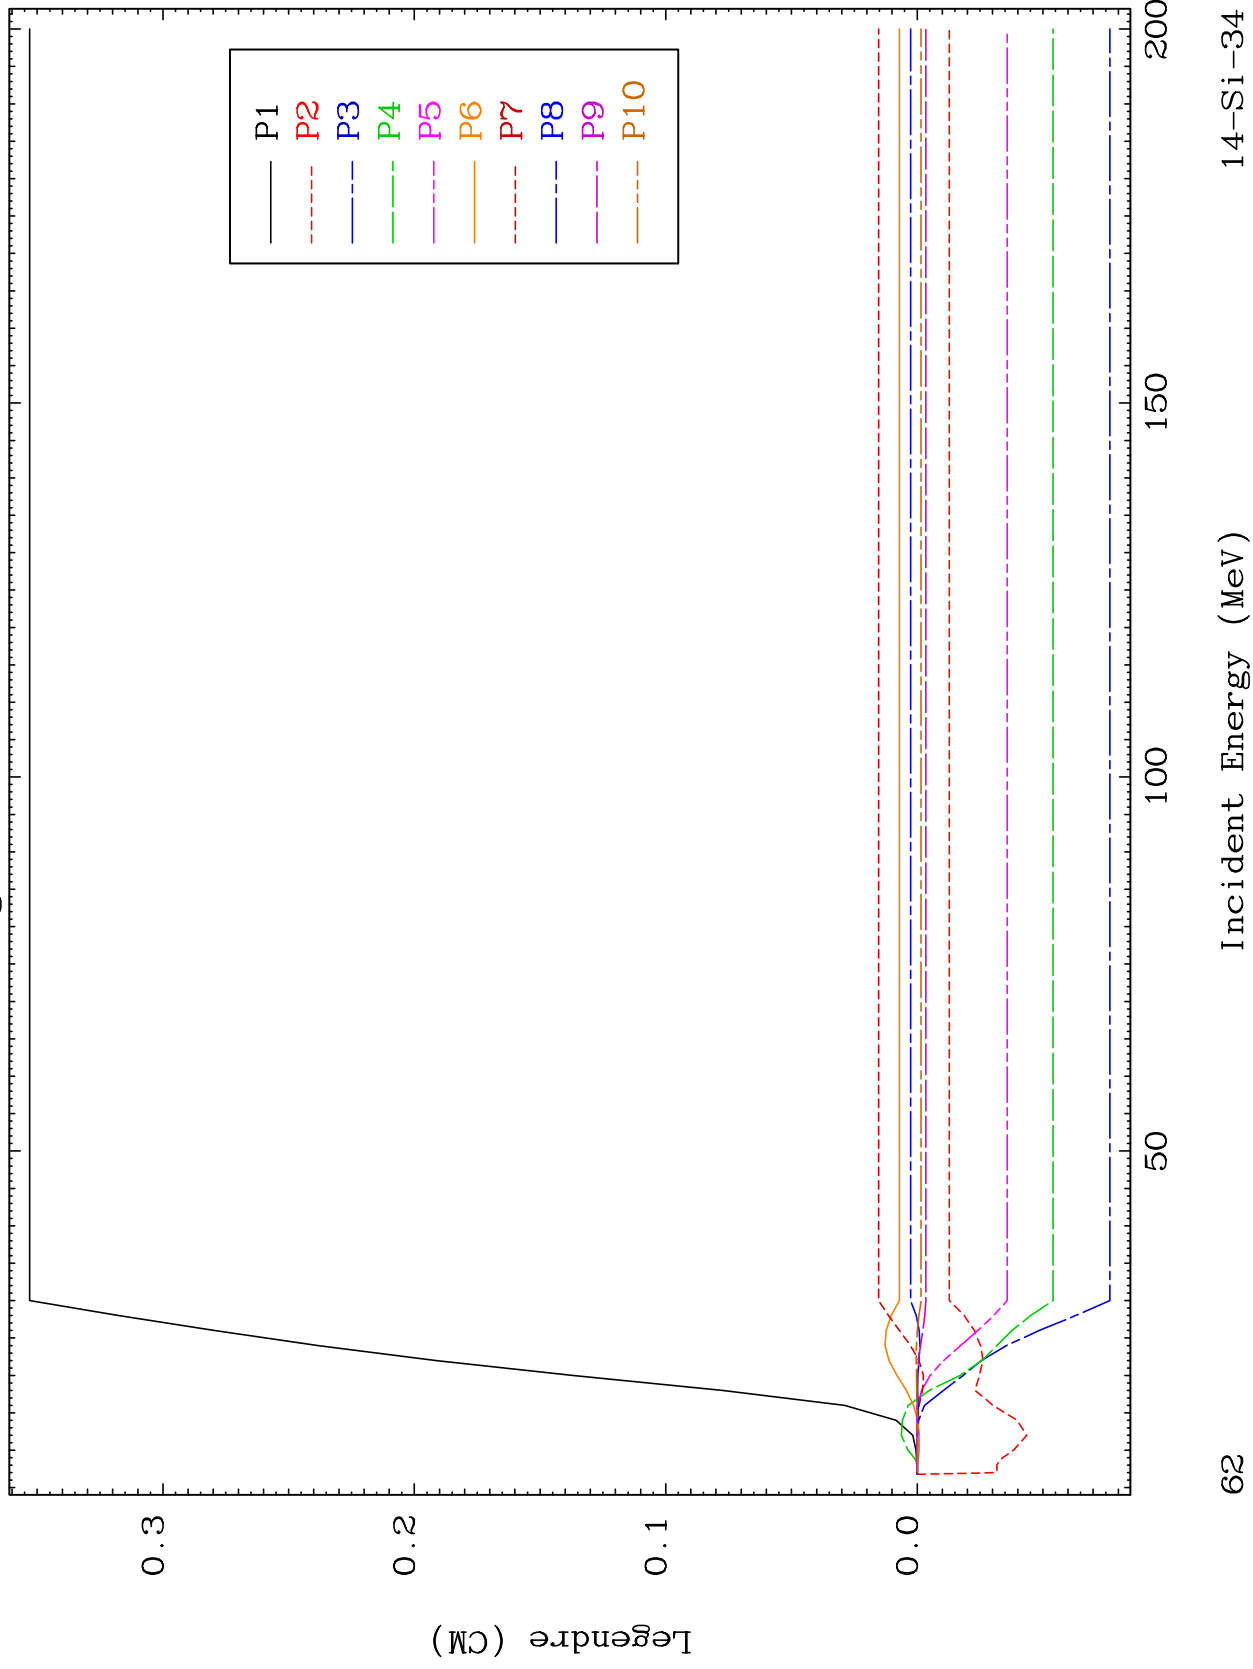 P1
P2
P3
P4
P5
P6
P7
P8
P9
P10
0.3
0.2
0.1
0.0
Legendre (CM)
50
100
150
200
Incident Energy (MeV)
62
14-Si-34